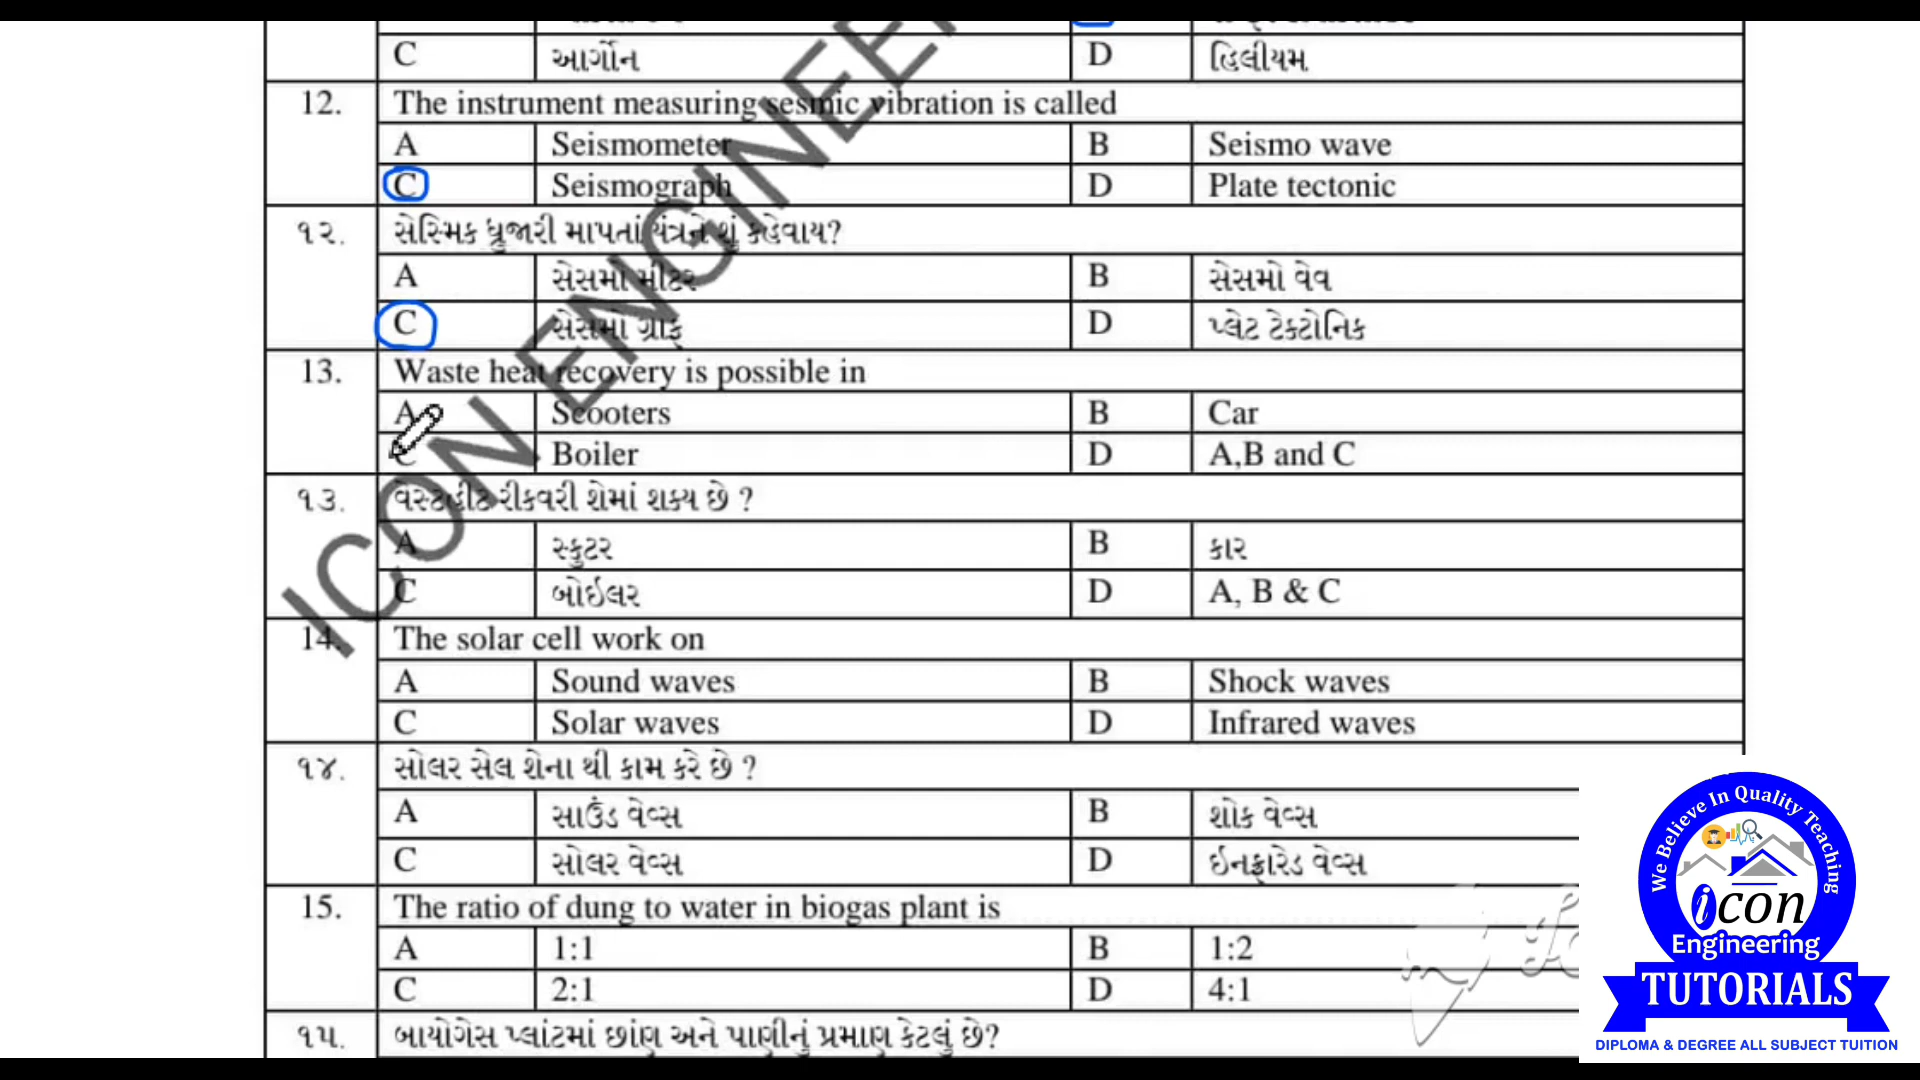 C આર્ગોન D હિલીયમ
12. The instrument measuring sesmic vibration is called
A Seismometer B Seismo wave
C Seismograph D Plate tectonic
૧૨. સેસ્મિક ધ્રુજારી માપતાં યંત્રને શું કહેવાય?
A સેસમો મીટર B સેસમો વેવ
C સેસમો ગ્રાફ D પ્લેટ ટેક્ટોનિક
13. Waste heat recovery is possible in
A Scooters B Car
C Boiler D A,B and C
૧૩. વેસ્ટ હીટ રીકવરી શેમાં શક્ય છે ?
A સ્કુટર B કાર
C બોઈલર D A, B & C
14. The solar cell work on
A Sound waves B Shock waves
C Solar waves D Infrared waves
૧૪. સોલર સેલ શેના થી કામ કરે છે ?
A સાઉંડ વેવ્સ B શોક વેવ્સ
C સોલર વેવ્સ D ઈનફ્રારેડ વેવ્સ
15. The ratio of dung to water in biogas plant is
A 1:1 B 1:2
C 2:1 D 4:1
૧૫. બાયોગેસ પ્લાંટમાં છાંણ અને પાણીનું પ્રમાણ કેટલું છે?
ICON ENGINEE
We Believe In Quality Teaching
icon
Engineering
TUTORIALS
DIPLOMA & DEGREE ALL SUBJECT TUITION